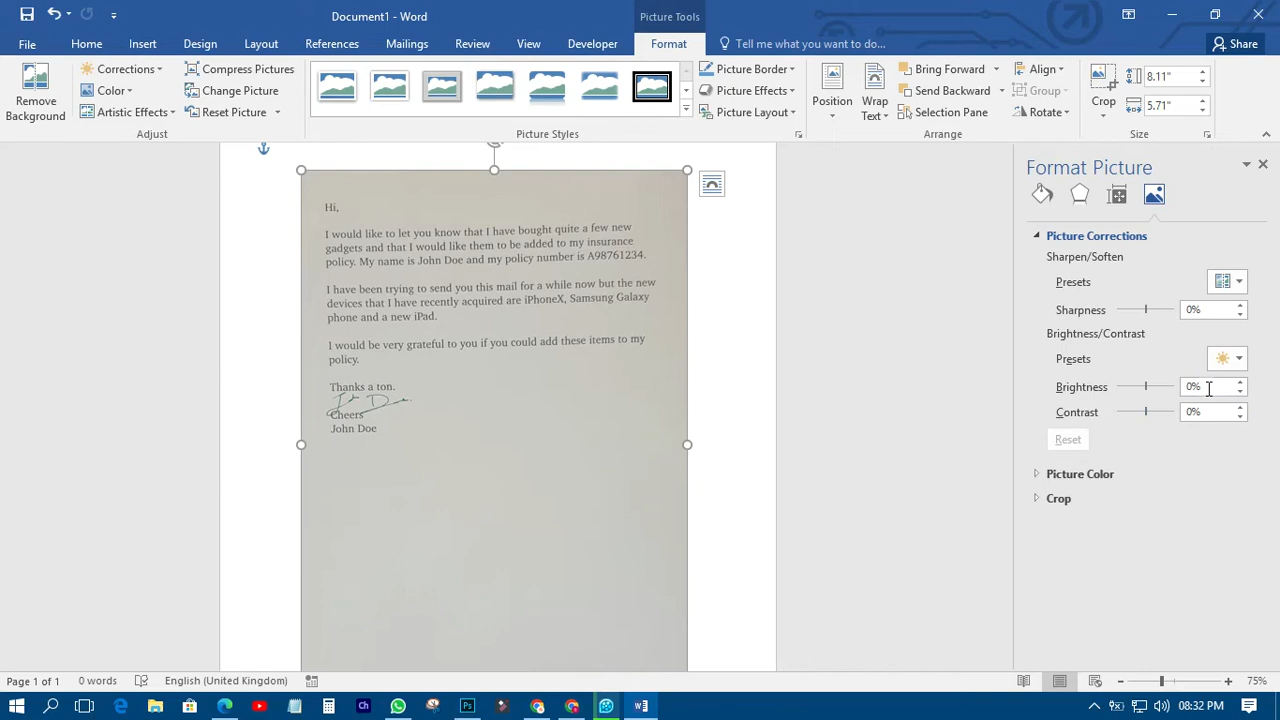 Document1 - Word
Picture Tools
File
Home
Insert
Design
Layout
References
Mailings
Review
View
Developer
Format
Tell me what you want to do...
Share
Remove
Background
Corrections
Color
Artistic Effects
Compress Pictures
Change Picture
Reset Picture
Adjust
Picture Styles
Picture Border
Picture Effects
Picture Layout
Position
Wrap
Text
Bring Forward
Send Backward
Selection Pane
Align
Group
Rotate
Arrange
Crop
8.11"
5.71"
Size
Hi,
I would like to let you know that I have bought quite a few new
gadgets and that I would like them to be added to my insurance
policy. My name is John Doe and my policy number is A98761234.
I have been trying to send you this mail for a while now but the new
devices that I have recently acquired are iPhoneX, Samsung Galaxy
phone and a new iPad.
I would be very grateful to you if you could add these items to my
policy.
Thanks a ton.
Cheers
John Doe
Format Picture
Picture Corrections
Sharpen/Soften
Presets
Sharpness
0%
Brightness/Contrast
Presets
Brightness
0%
Contrast
0%
Reset
Picture Color
Crop
Page 1 of 1
0 words
English (United Kingdom)
75%
Ch
Ps
08:32 PM